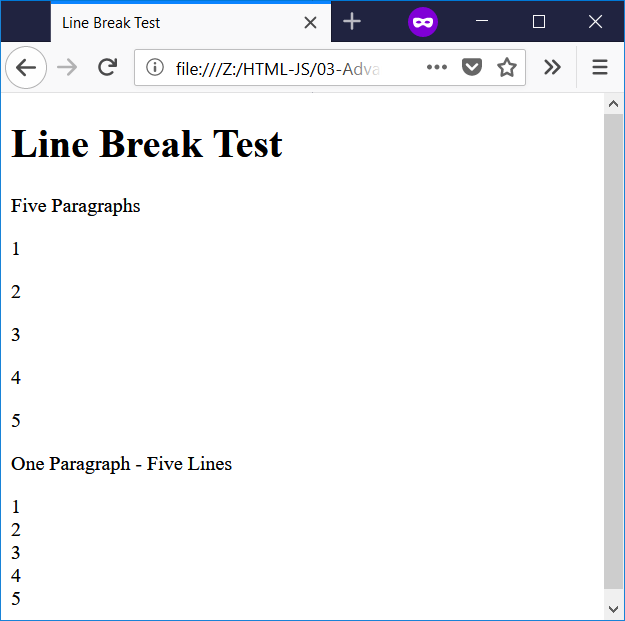 Line Break Test
file:///Z:/HTML-JS/03-Adva
Line Break Test
Five Paragraphs
1
2
3
4
5
One Paragraph - Five Lines
1
2
3
4
5